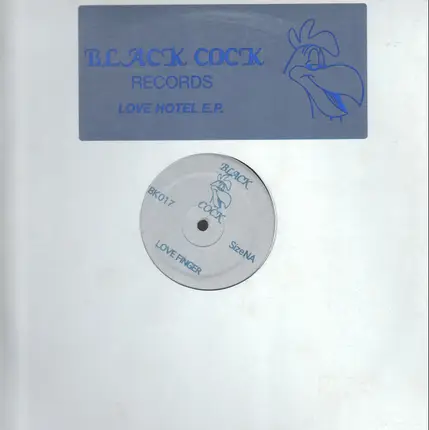 BLACK COCK
RECORDS
LOVE HOTEL E.P.
BLACK
COCK
BK017
SizeNA
LOVE FINGER